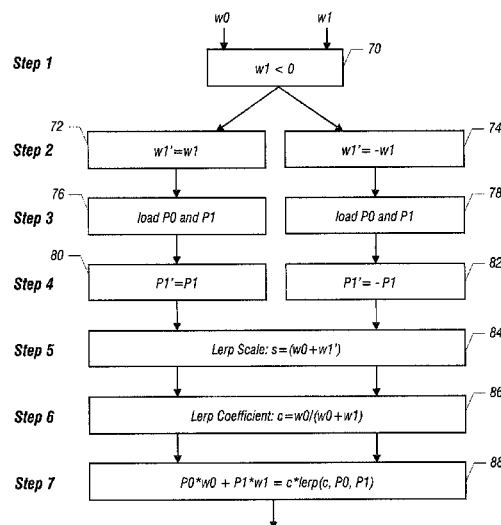 w0 w1
70
Step 1 w1 < 0
72 74
Step 2 w1'=w1 w1'= -w1
76 78
Step 3 load P0 and P1 load P0 and P1
80 82
Step 4 P1'=P1 P1'= - P1
84
Step 5 Lerp Scale: s=(w0+w1')
86
Step 6 Lerp Coefficient: c=w0/(w0+w1)
88
Step 7 P0*w0 + P1*w1 = c*lerp(c, P0, P1)